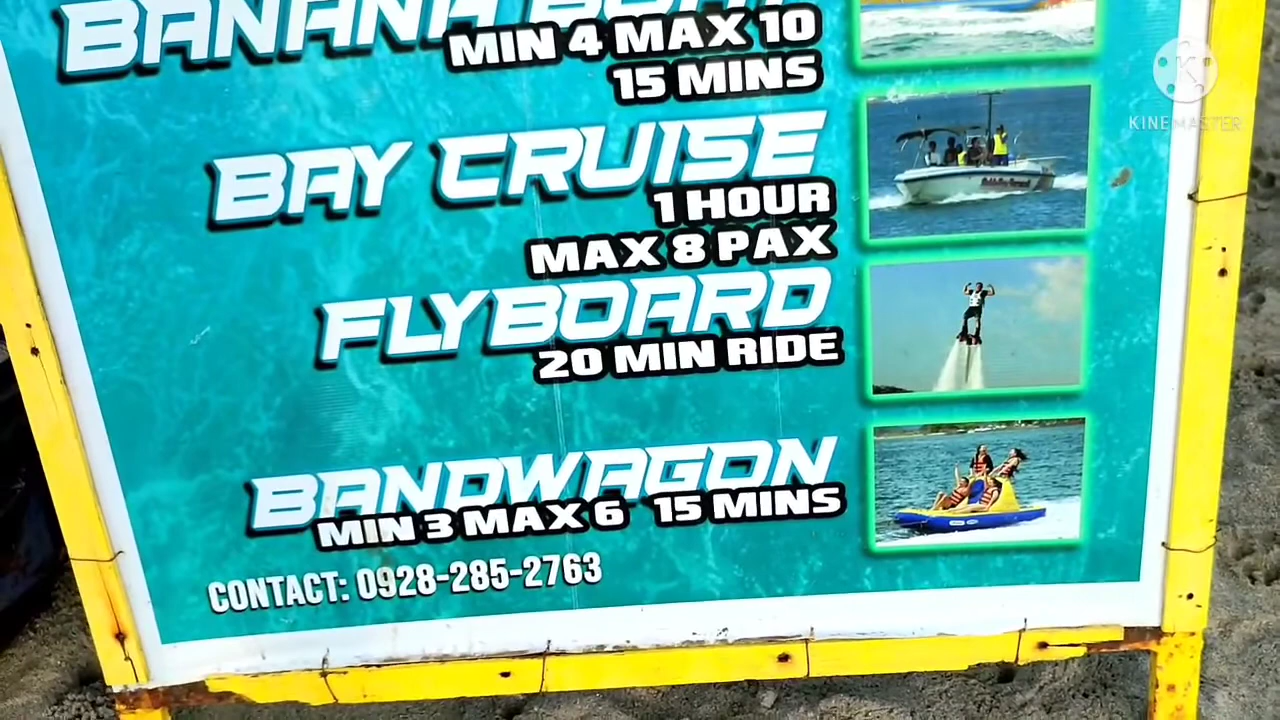 BANANA BOAT
MIN 4 MAX 10
15 MINS
BAY CRUISE
1 HOUR
MAX 8 PAX
FLYBOARD
20 MIN RIDE
BANDWAGON
MIN 3 MAX 6 15 MINS
CONTACT: 0928-285-2763
K
KINEMASTER